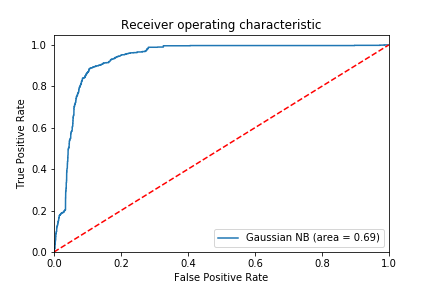 Receiver operating characteristic
1.0
0.8
0.6
0.4
0.2
0.0
True Positive Rate
Gaussian NB (area = 0.69)
0.0 0.2 0.4 0.6 0.8 1.0
False Positive Rate